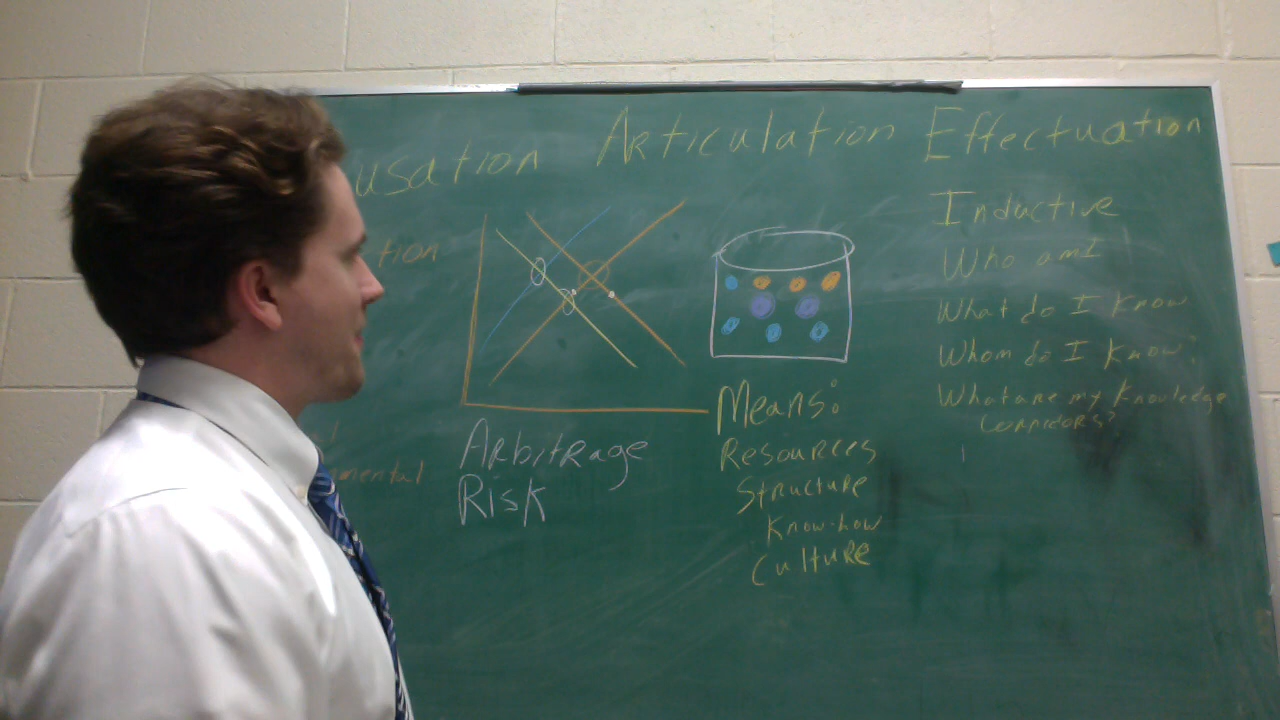 usation Articulation Effectuation
tion
Arbitrage
Risk
mental
Means:
Resources
Structure
Know-how
Culture
Inductive
Who am I
What do I know
Whom do I know?
What are my knowledge
corridors?